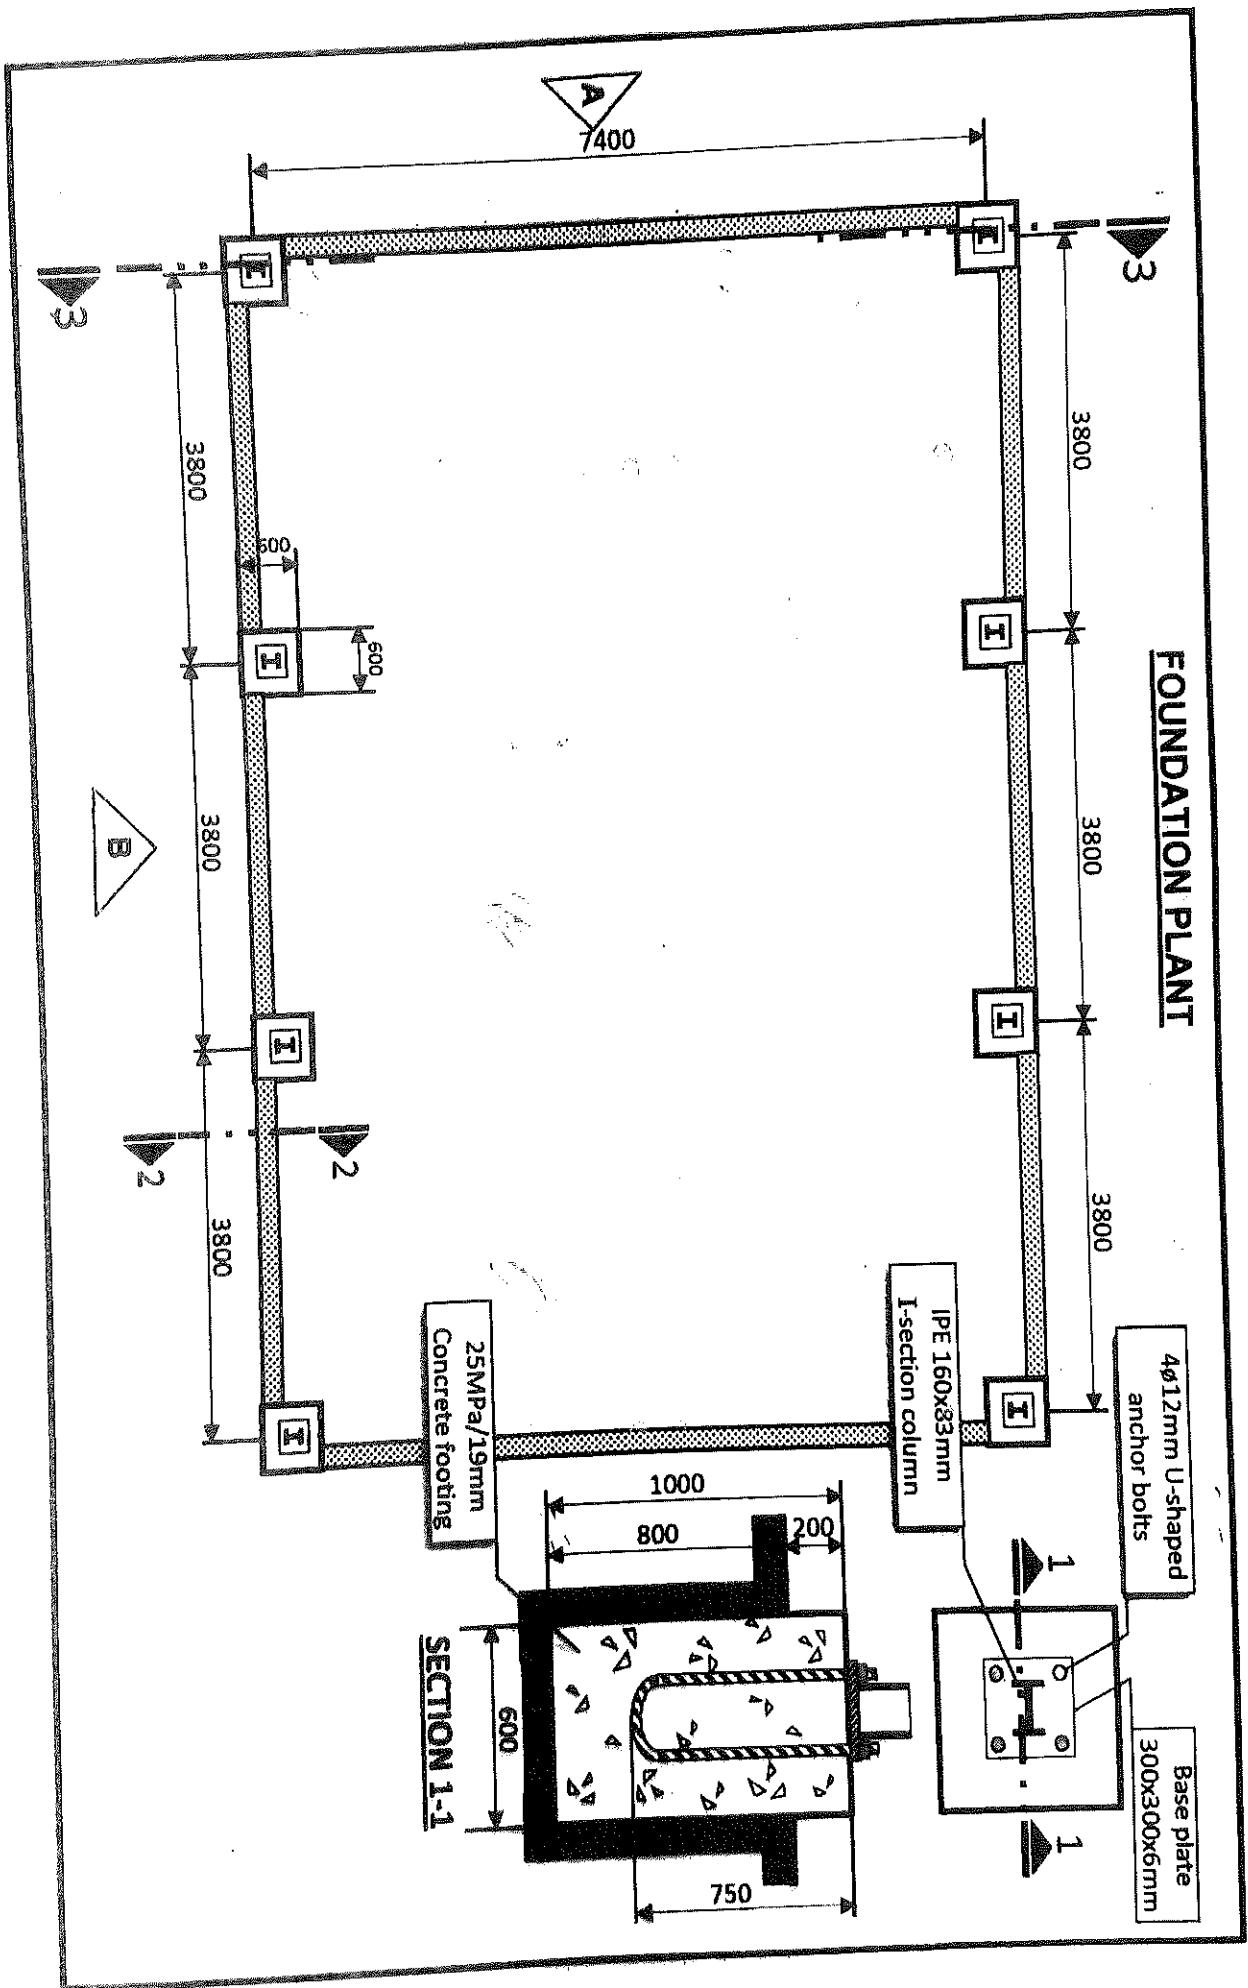 FOUNDATION PLANT
3
3800
3800
3800
4ø12mm U-shaped
anchor bolts
Base plate
300x300x6mm
IPE 160x83mm
I-section column
1
1
A
7400
I
I
I
I
I
I
I
I
600
600
25MPa/19mm
Concrete footing
1000
800
200
750
600
SECTION 1-1
3
3800
3800
3800
2
2
B